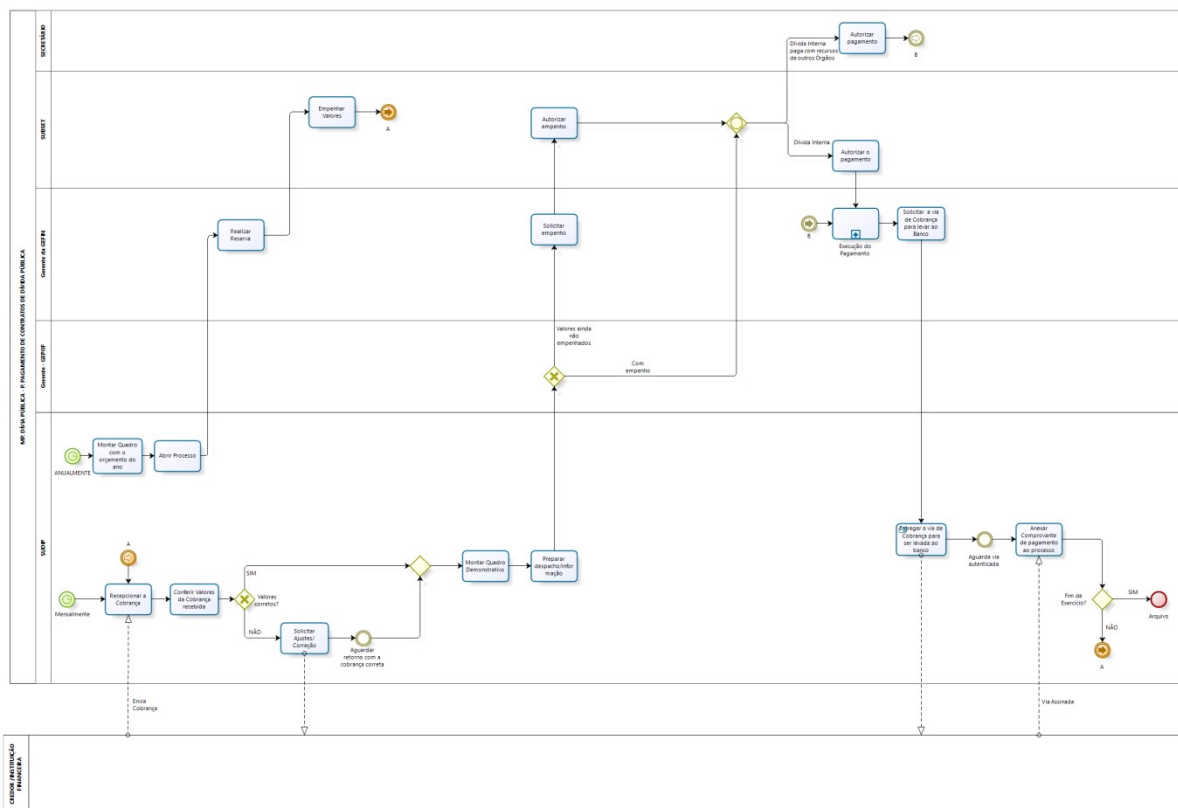 MP. DÍVIA PÚBLICA - P. PAGAMENTO DE CONTRATOS DE DÍVIDA PÚBLICA
SECRETÁRIO
Dívida Interna
paga com recursos
de outros Órgãos
Autorizar
pagamento
B
SUBSET
Empenhar
Valores
A
Autorizar
empenho
Dívida Interna
Autorizar o
pagamento
Gerente da GEFIN
Realizar
Reserva
Solicitar
empenho
B
Execução do
Pagamento
Solicitar a via
de Cobrança
para levar ao
Banco
Gerente - GEPOF
Valores ainda
não
empenhados
Com
empenho
SUDIP
ANUALMENTE
Montar Quadro
com o
orçamento do
ano
Abrir Processo
A
Mensalmente
Recepcionar a
Cobrança
Conferir Valores
da Cobrança
recebida
SIM
Valores
corretos?
NÃO
Solicitar
Ajustes/
Correção
Aguardar
retorno com a
cobrança correta
Montar Quadro
Demonstrativo
Preparar
despacho/infor
mação
Entregar a via de
Cobrança para
ser levada ao
banco
Aguarda via
autenticada
Anexar
Comprovante
de pagamento
ao processo
Fim de
Exercício?
SIM
Arquivo
NÃO
A
Envia
Cobrança
Via Assinada
CREDOR /INSTITUIÇÃO
FINANCEIRA